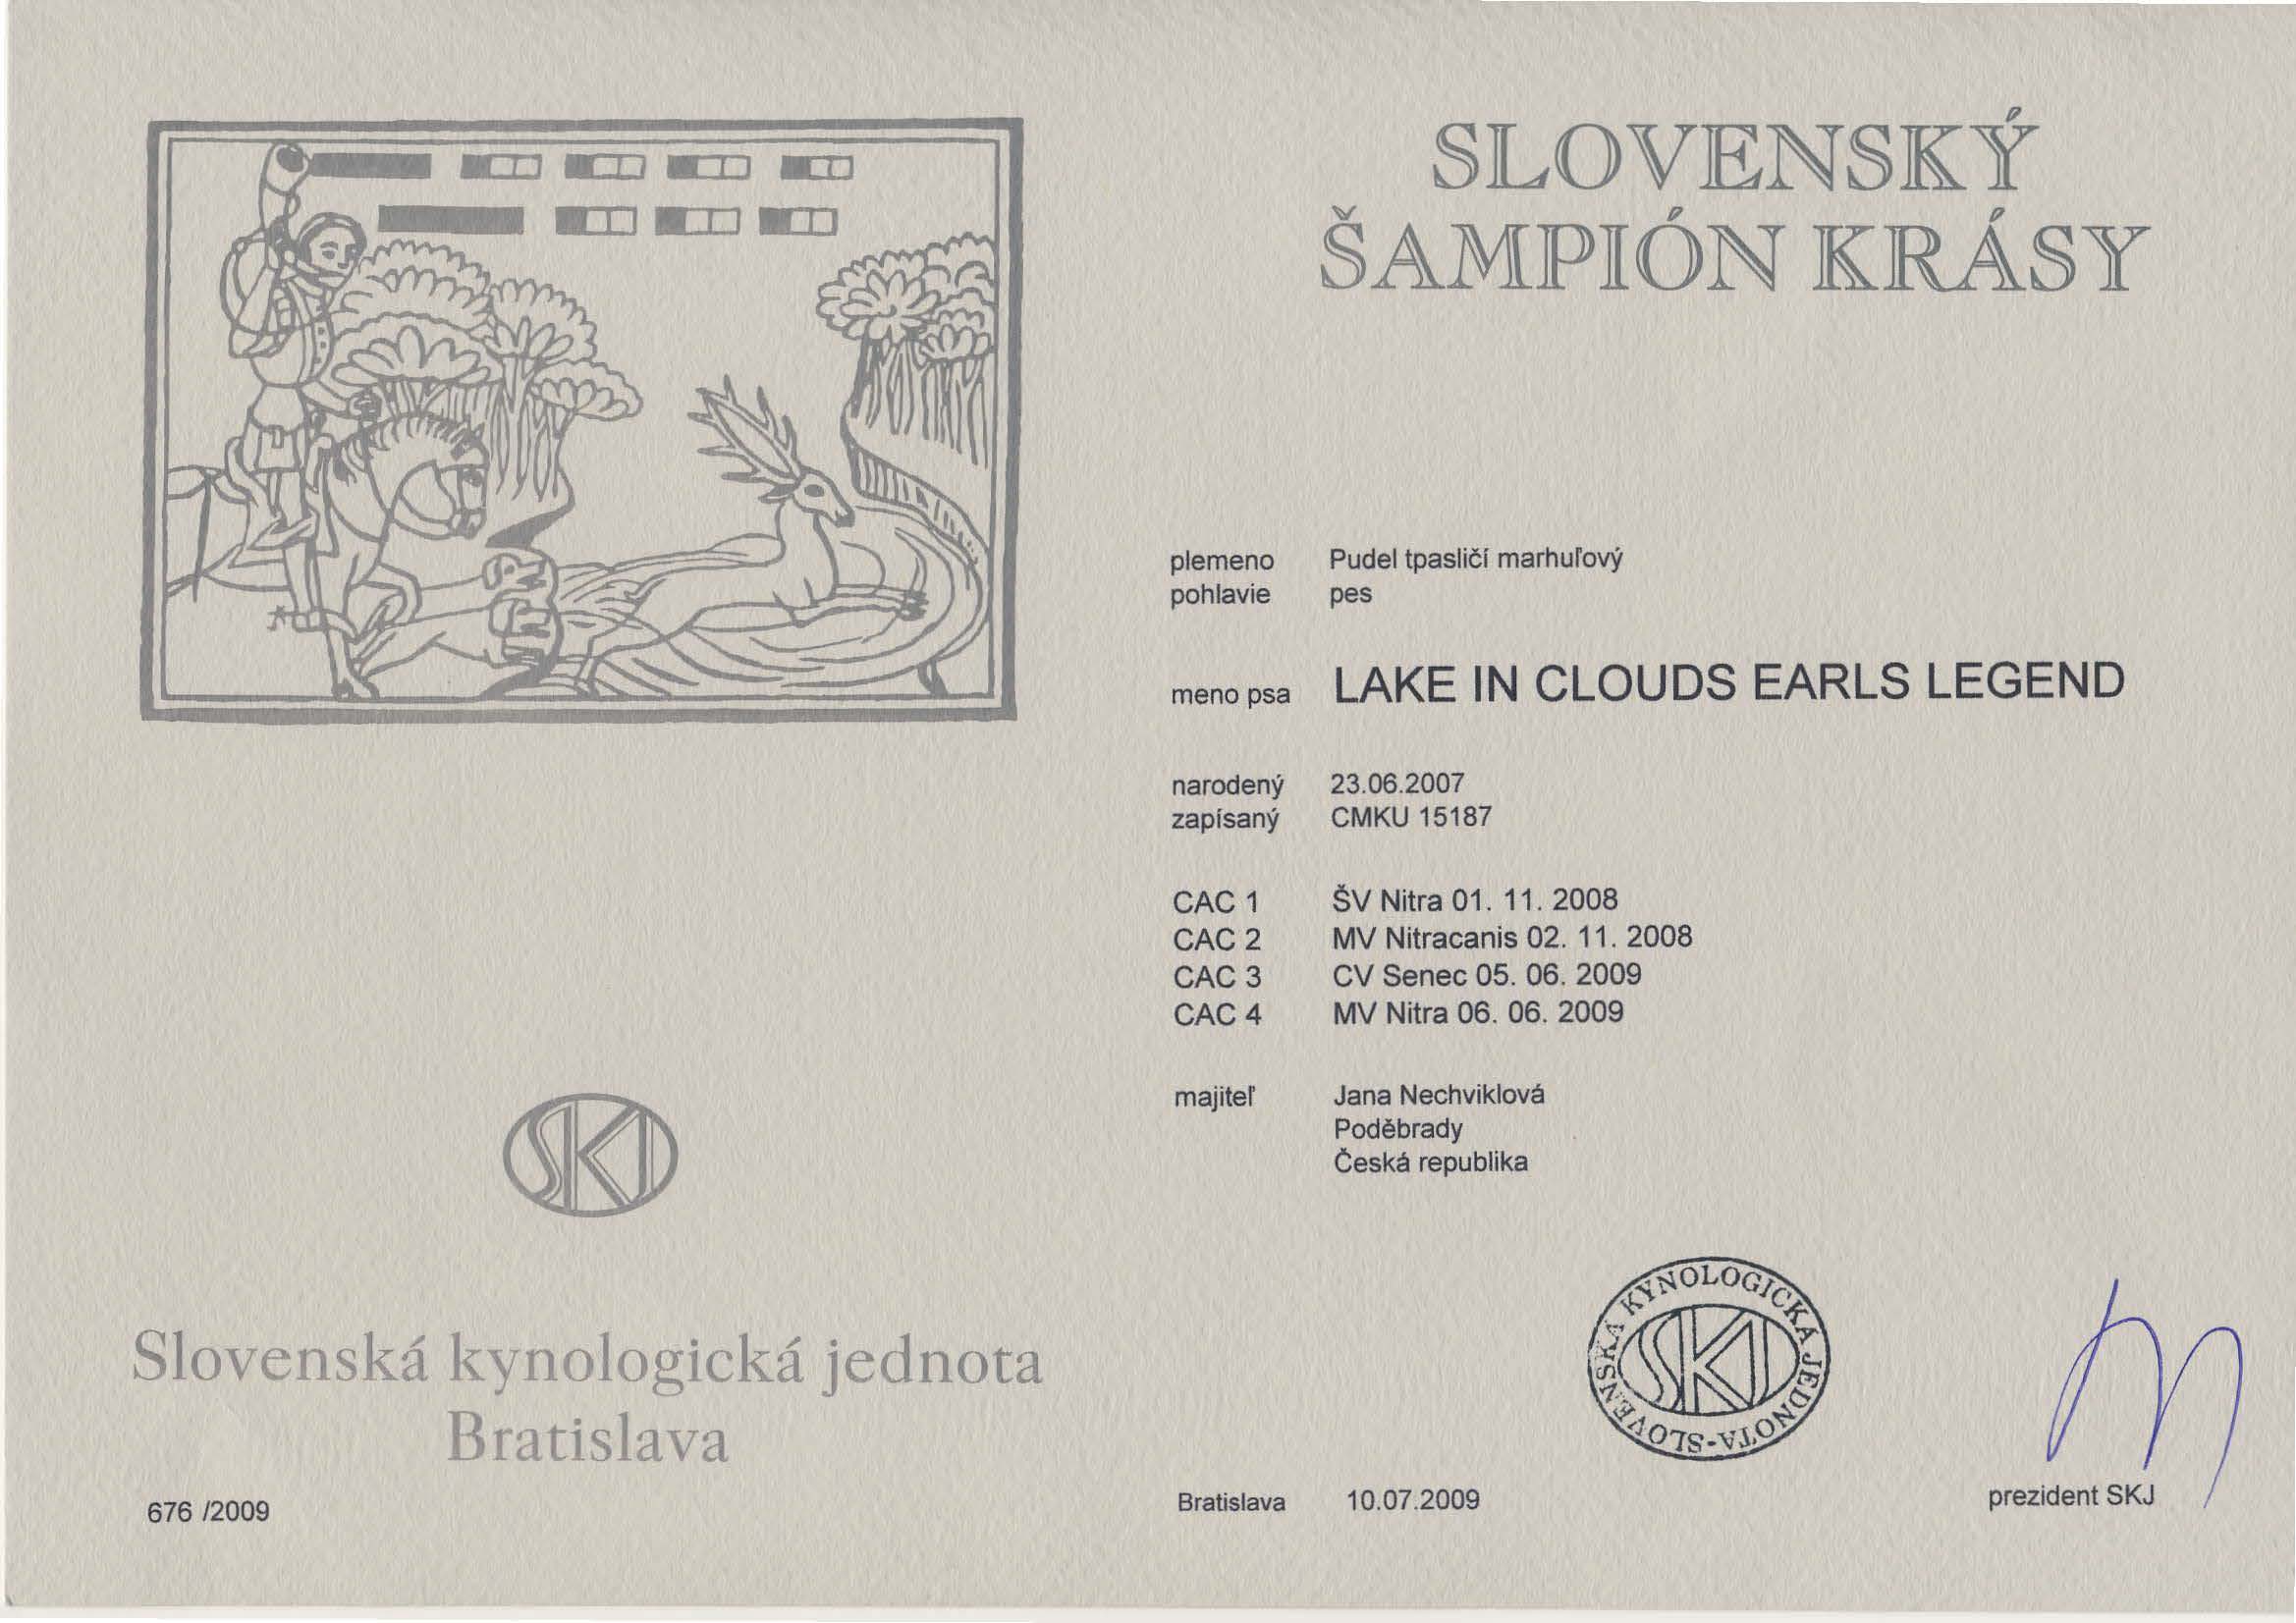 SLOVENSKÝ
ŠAMPIÓN KRÁSY
plemeno Pudel tpasličí marhuľový
pohlavie pes
meno psa LAKE IN CLOUDS EARLS LEGEND
narodený 23.06.2007
zapísaný CMKU 15187
CAC 1 ŠV Nitra 01. 11. 2008
CAC 2 MV Nitracanis 02. 11. 2008
CAC 3 CV Senec 05. 06. 2009
CAC 4 MV Nitra 06. 06. 2009
majiteľ Jana Nechviklová
Poděbrady
Česká republika
SKJ
Slovenská kynologická jednota
Bratislava
676 /2009
SLOVENSKÁ KYNOLOGICKÁ JEDNOTA
SKJ
Bratislava 10.07.2009
prezident SKJ